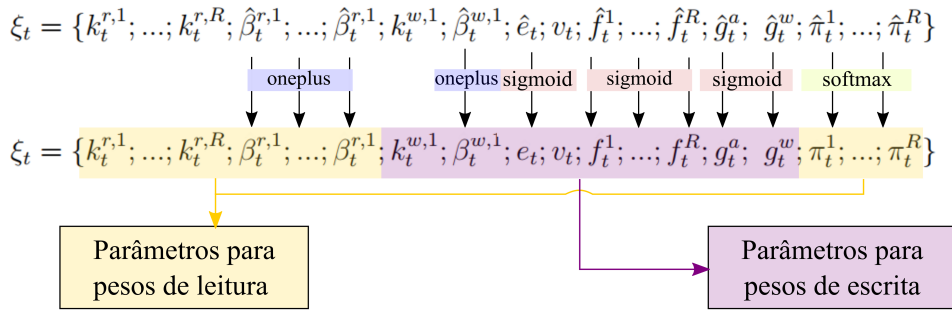 ξ_t = {k_t^{r,1}; ...; k_t^{r,R}; β̂_t^{r,1}; ...; β̂_t^{r,1}; k_t^{w,1}; β̂_t^{w,1}; ê_t; v_t; f̂_t^1; ...; f̂_t^R; ĝ_t^a; ĝ_t^w; π̂_t^1; ...; π̂_t^R}
oneplus oneplus sigmoid sigmoid sigmoid softmax
ξ_t = {k_t^{r,1}; ...; k_t^{r,R}; β_t^{r,1}; ...; β_t^{r,1}; k_t^{w,1}; β_t^{w,1}; e_t; v_t; f_t^1; ...; f_t^R; g_t^a; g_t^w; π_t^1; ...; π_t^R}
Parâmetros para
pesos de leitura
Parâmetros para
pesos de escrita